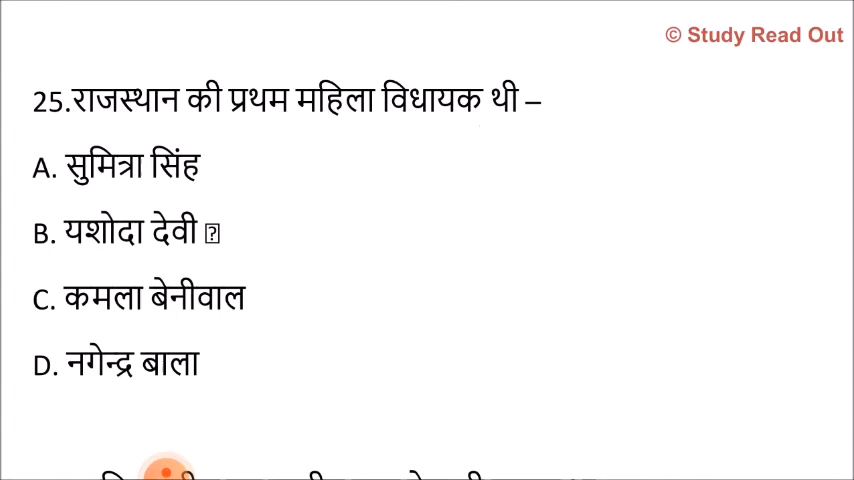 © Study Read Out
25.राजस्थान की प्रथम महिला विधायक थी –
A. सुमित्रा सिंह
B. यशोदा देवी
C. कमला बेनीवाल
D. नगेन्द्र बाला